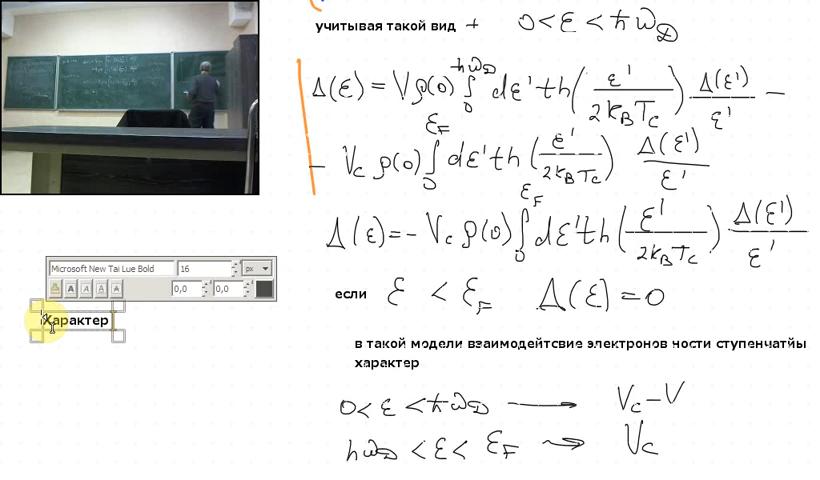 учитывая такой вид + 0 < ε < ħω_D
Δ(ε) = Vρ(0) ∫₀^{ħω_D} dε' th(ε'/2k_BT_c) Δ(ε')/ε' −
− V_c ρ(0) ∫₀^{ε_F} dε' th(ε'/2k_BT_c) Δ(ε')/ε'
Δ(ε) = − V_c ρ(0) ∫₀^{ε_F} dε' th(ε'/2k_BT_c) · Δ(ε')/ε'
если ε < ε_F Δ(ε) = 0
в такой модели взаимодейтсвие электронов ности ступенчатйы
характер
0 < ε < ħω_D → V_c − V
ħω_D < ε < ε_F → V_c
Microsoft New Tai Lue Bold 16 px
A A A A 0,0 0,0
Характер